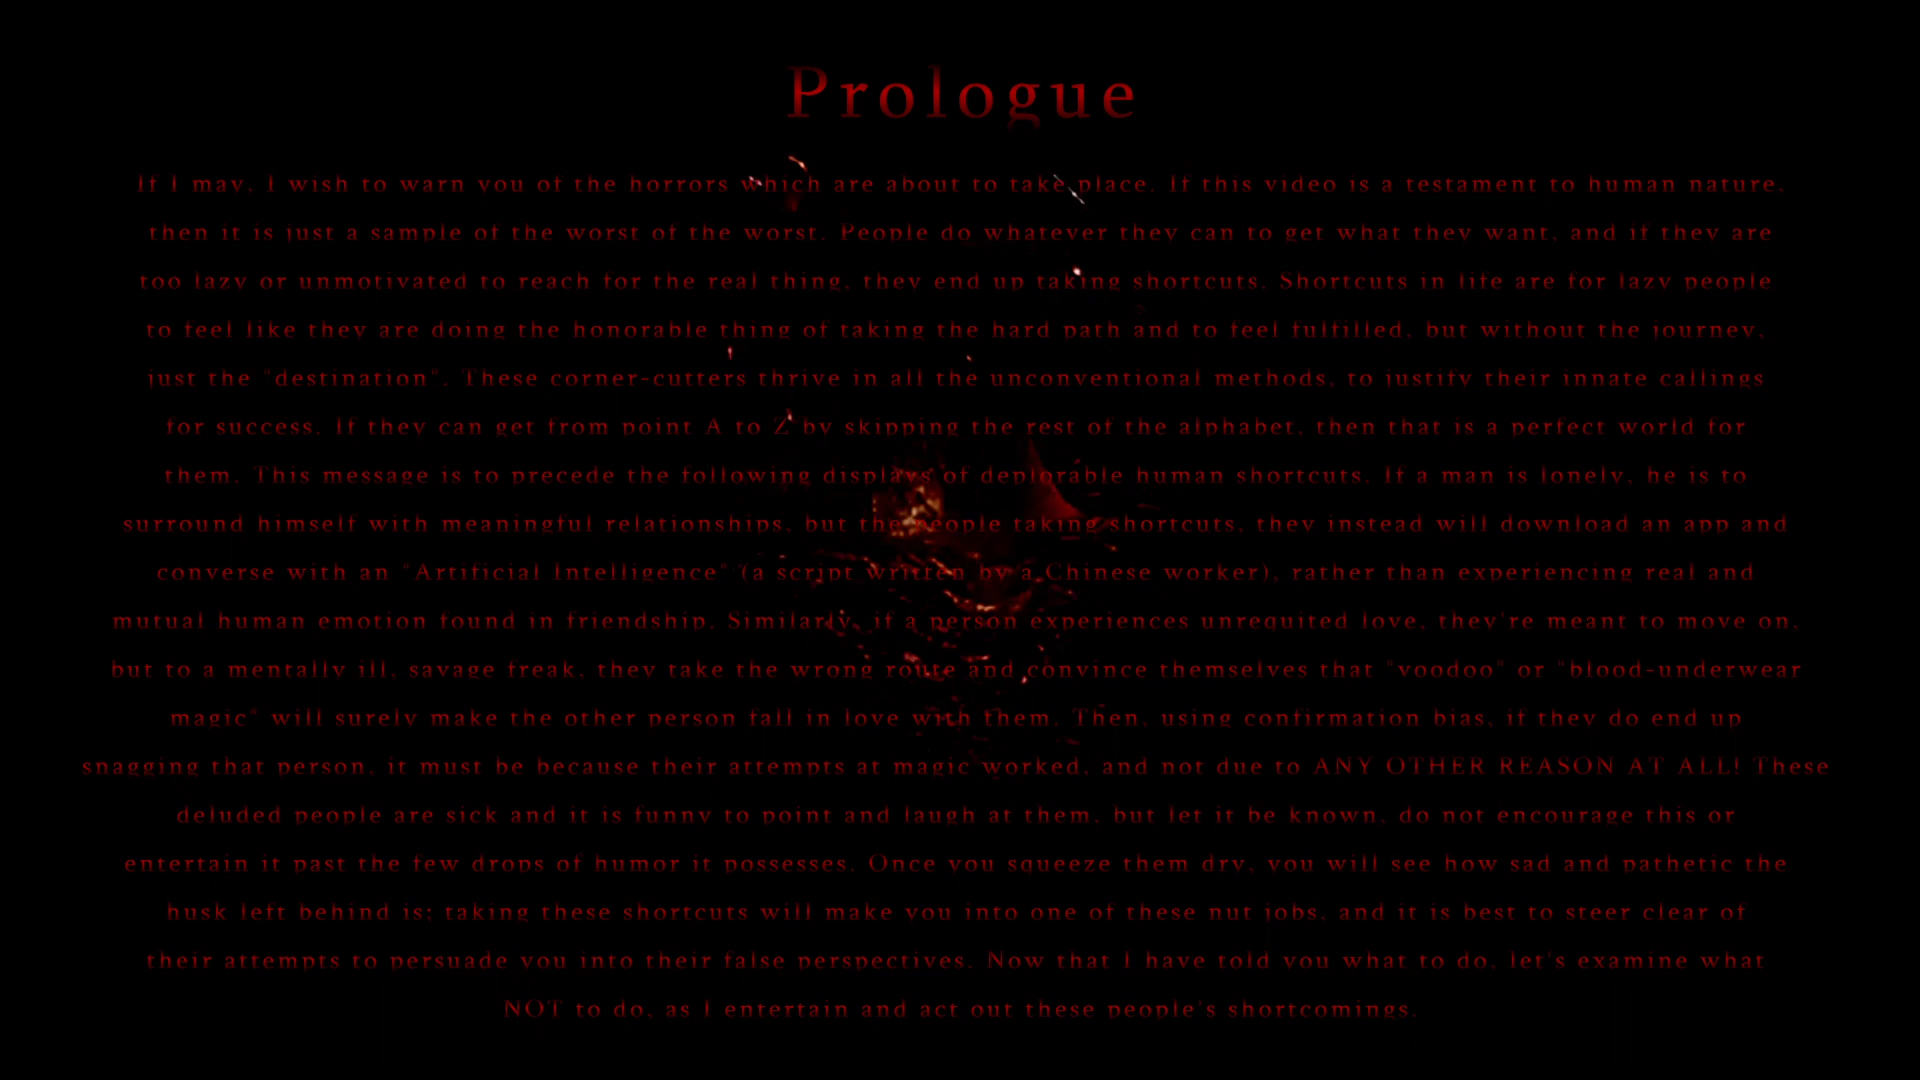 Prologue
If I may, I wish to warn you of the horrors which are about to take place. If this video is a testament to human nature,
then it is just a sample of the worst of the worst. People do whatever they can to get what they want, and if they are
too lazy or unmotivated to reach for the real thing, they end up taking shortcuts. Shortcuts in life are for lazy people
to feel like they are doing the honorable thing of taking the hard path and to feel fulfilled, but without the journey,
just the "destination". These corner-cutters thrive in all the unconventional methods, to justify their innate callings
for success. If they can get from point A to Z by skipping the rest of the alphabet, then that is a perfect world for
them. This message is to precede the following displays of deplorable human shortcuts. If a man is lonely, he is to
surround himself with meaningful relationships, but the people taking shortcuts, they instead will download an app and
converse with an "Artificial Intelligence" (a script written by a Chinese worker), rather than experiencing real and
mutual human emotion found in friendship. Similarly, if a person experiences unrequited love, they're meant to move on,
but to a mentally ill, savage freak, they take the wrong route and convince themselves that "voodoo" or "blood-underwear
magic" will surely make the other person fall in love with them. Then, using confirmation bias, if they do end up
snagging that person, it must be because their attempts at magic worked, and not due to ANY OTHER REASON AT ALL! These
deluded people are sick and it is funny to point and laugh at them, but let it be known, do not encourage this or
entertain it past the few drops of humor it possesses. Once you squeeze them dry, you will see how sad and pathetic the
husk left behind is; taking these shortcuts will make you into one of these nut jobs, and it is best to steer clear of
their attempts to persuade you into their false perspectives. Now that I have told you what to do, let's examine what
NOT to do, as I entertain and act out these people's shortcomings.